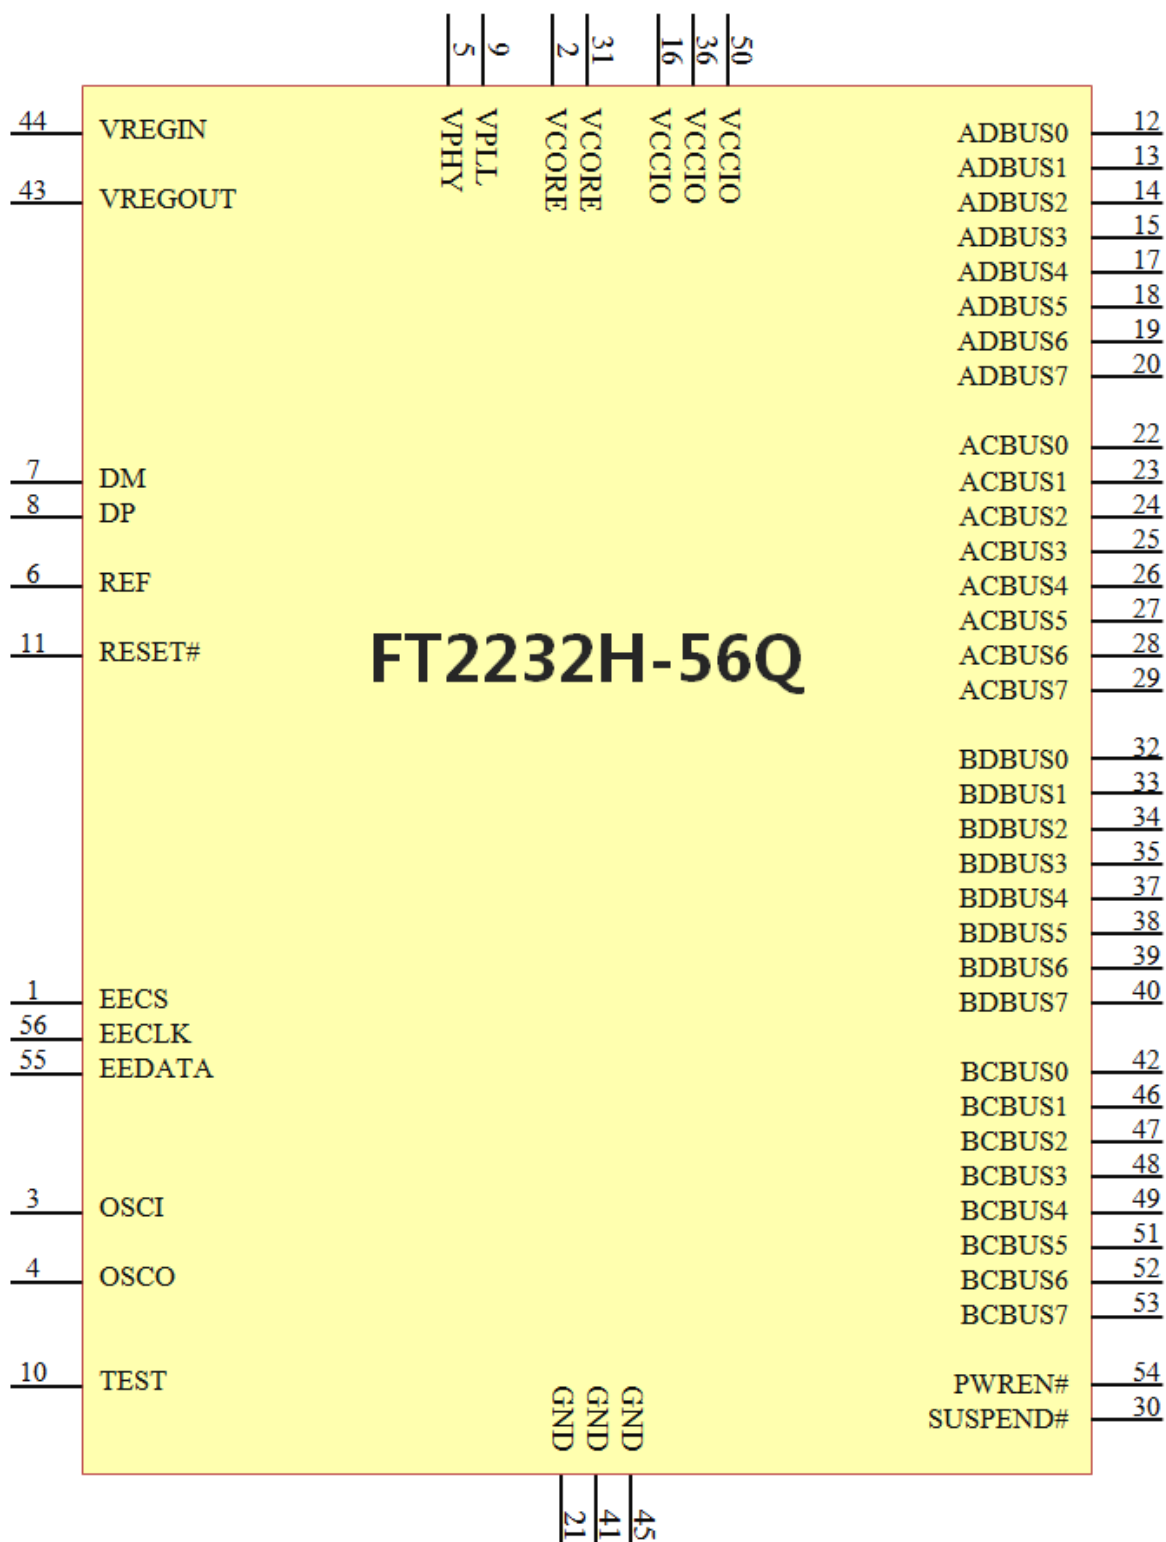 5 9 2 31 16 36 50
VPHY VPLL VCORE VCORE VCCIO VCCIO VCCIO
44 VREGIN
43 VREGOUT
7 DM
8 DP
6 REF
11 RESET#
1 EECS
56 EECLK
55 EEDATA
3 OSCI
4 OSCO
10 TEST
FT2232H-56Q
ADBUS0 12
ADBUS1 13
ADBUS2 14
ADBUS3 15
ADBUS4 17
ADBUS5 18
ADBUS6 19
ADBUS7 20
ACBUS0 22
ACBUS1 23
ACBUS2 24
ACBUS3 25
ACBUS4 26
ACBUS5 27
ACBUS6 28
ACBUS7 29
BDBUS0 32
BDBUS1 33
BDBUS2 34
BDBUS3 35
BDBUS4 37
BDBUS5 38
BDBUS6 39
BDBUS7 40
BCBUS0 42
BCBUS1 46
BCBUS2 47
BCBUS3 48
BCBUS4 49
BCBUS5 51
BCBUS6 52
BCBUS7 53
PWREN# 54
SUSPEND# 30
GND GND GND
21 41 45